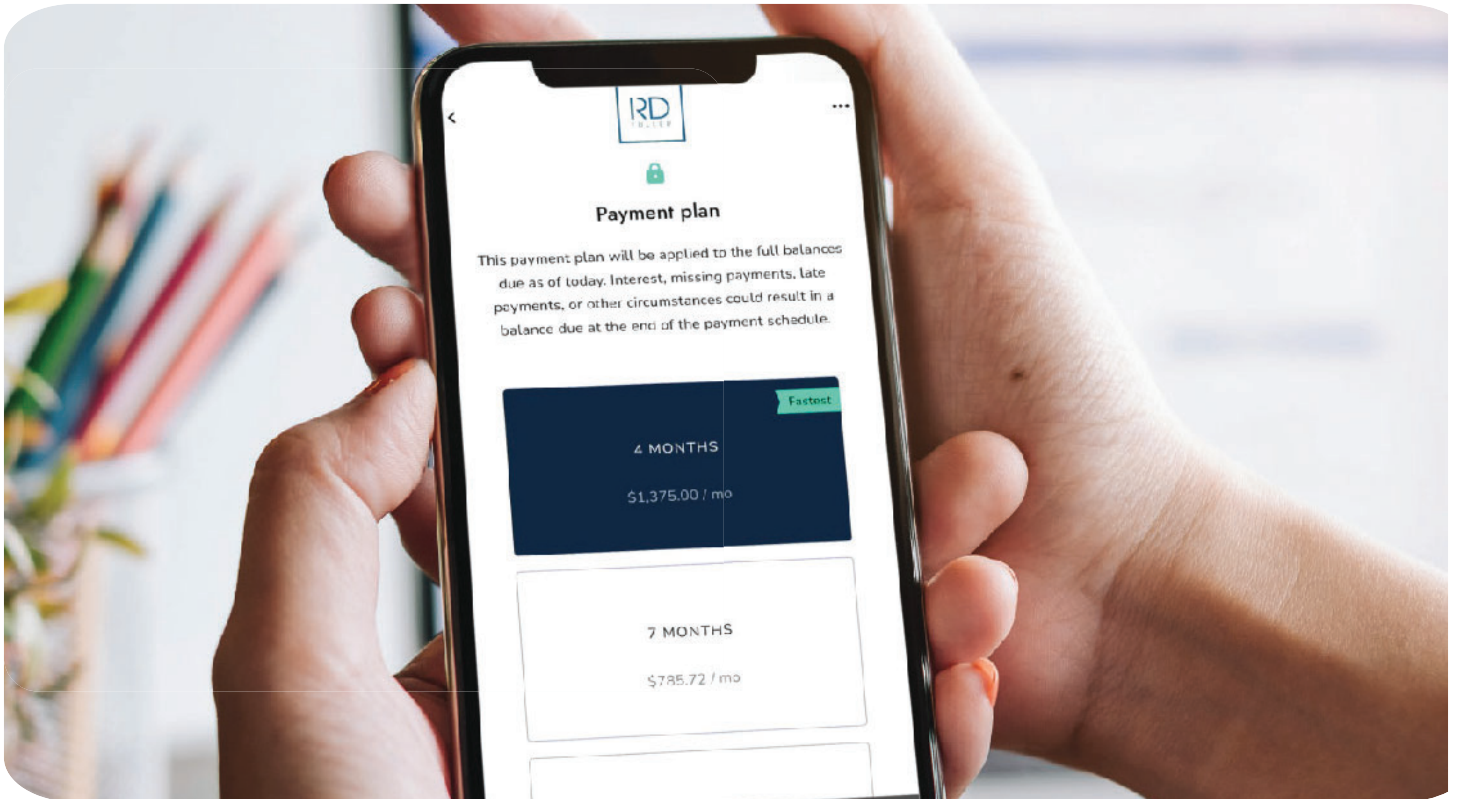 RD
Payment plan
This payment plan will be applied to the full balances
due as of today. Interest, missing payments, late
payments, or other circumstances could result in a
balance due at the end of the payment schedule.
Fastest
4 MONTHS
$1,375.00 / mo
7 MONTHS
$785.72 / mo